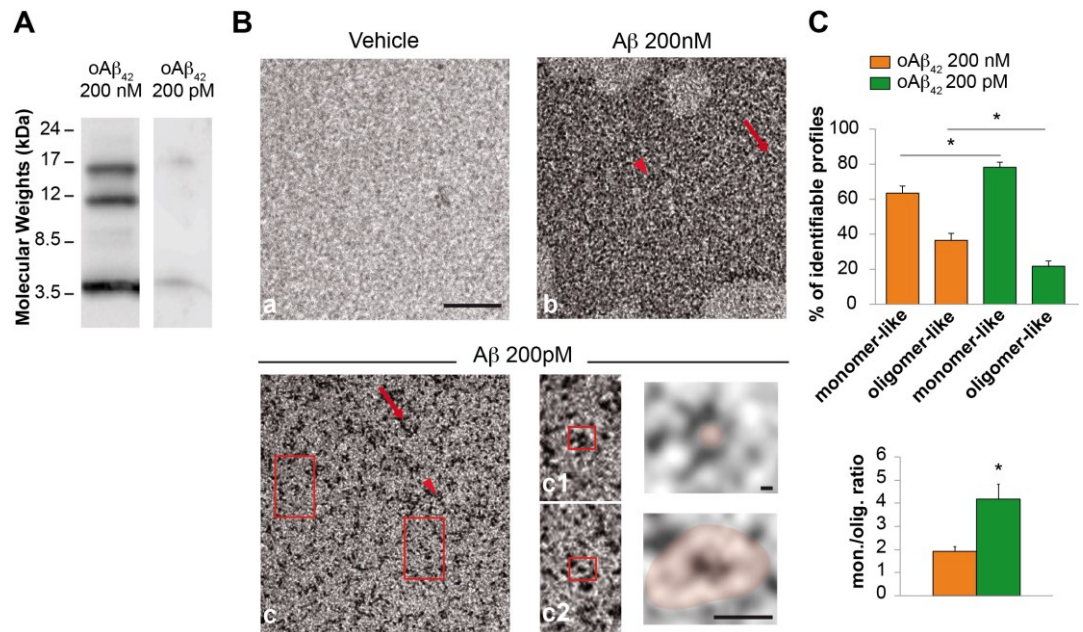 A
oAβ₄₂
200 nM
oAβ₄₂
200 pM
Molecular Weights (kDa)
24
17
12
8.5
3.5
B
Vehicle
Aβ 200nM
a
b
Aβ 200pM
c
c1
c2
C
oAβ₄₂ 200 nM
oAβ₄₂ 200 pM
% of identifiable profiles
100
80
60
40
20
0
*
*
monomer-like
oligomer-like
monomer-like
oligomer-like
mon./olig. ratio
6
5
4
3
2
1
0
*